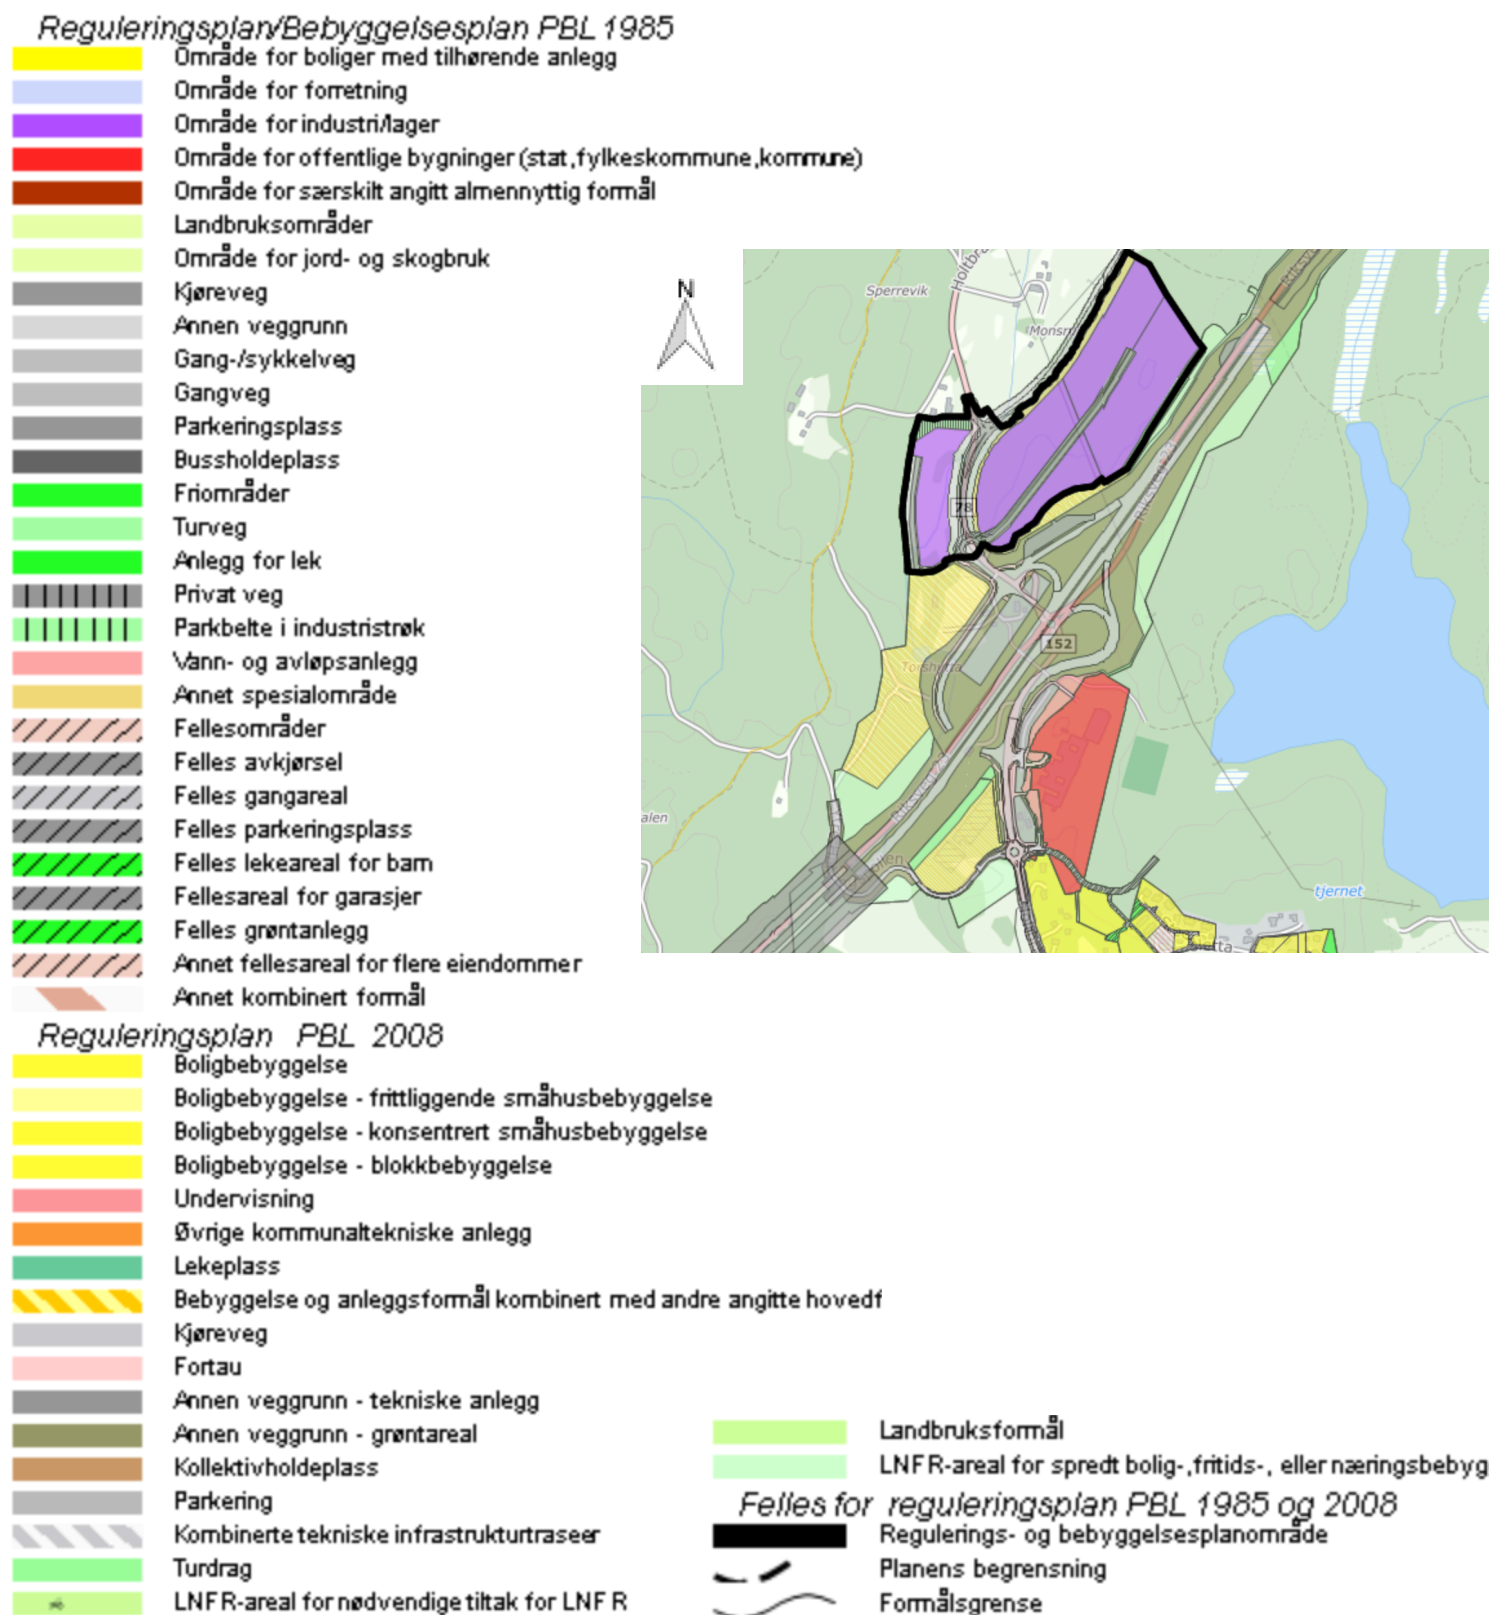 Reguleringsplan/Bebyggelsesplan PBL 1985
Område for boliger med tilhørende anlegg
Område for forretning
Område for industri/lager
Område for offentlige bygninger (stat,fylkeskommune,kommune)
Område for særskilt angitt almennyttig formål
Landbruksområder
Område for jord- og skogbruk
Kjøreveg
Annen veggrunn
Gang-/sykkelveg
Gangveg
Parkeringsplass
Bussholdeplass
Friområder
Turveg
Anlegg for lek
Privat veg
Parkbelte i industristrøk
Vann- og avløpsanlegg
Annet spesialområde
Fellesområder
Felles avkjørsel
Felles gangareal
Felles parkeringsplass
Felles lekeareal for barn
Fellesareal for garasjer
Felles grøntanlegg
Annet fellesareal for flere eiendommer
Annet kombinert formål
N
Holtbra
Sperrevik
Monsr
Riksve
Riksveg 23
78
152
Torshytta
Riksveg 23
alen
tjernet
letta
Reguleringsplan PBL 2008
Boligbebyggelse
Boligbebyggelse - frittliggende småhusbebyggelse
Boligbebyggelse - konsentrert småhusbebyggelse
Boligbebyggelse - blokkbebyggelse
Undervisning
Øvrige kommunaltekniske anlegg
Lekeplass
Bebyggelse og anleggsformål kombinert med andre angitte hovedf
Kjøreveg
Fortau
Annen veggrunn - tekniske anlegg
Annen veggrunn - grøntareal
Kollektivholdeplass
Parkering
Kombinerte tekniske infrastrukturtraseer
Turdrag
LNFR-areal for nødvendige tiltak for LNFR
Landbruksformål
LNFR-areal for spredt bolig-,fritids-, eller næringsbebyg
Felles for reguleringsplan PBL 1985 og 2008
Regulerings- og bebyggelsesplanområde
Planens begrensning
Formålsgrense